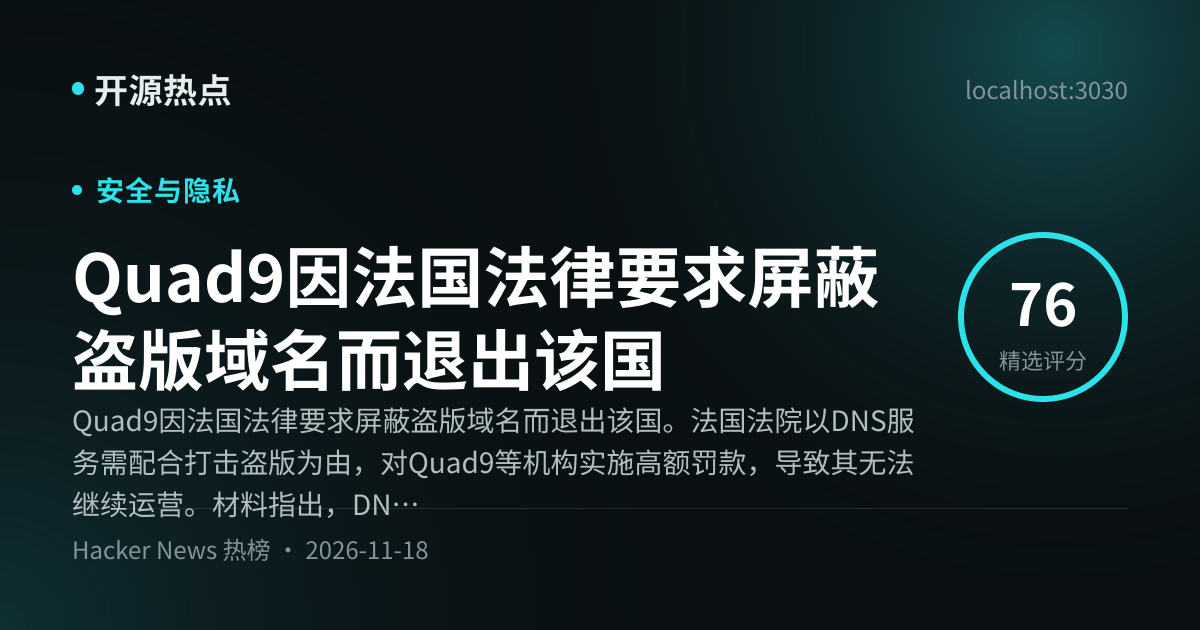 开源热点
localhost:3030
安全与隐私
Quad9因法国法律要求屏蔽
盗版域名而退出该国
76
精选评分
Quad9因法国法律要求屏蔽盗版域名而退出该国。法国法院以DNS服
务需配合打击盗版为由，对Quad9等机构实施高额罚款，导致其无法
继续运营。材料指出，DN…
Hacker News 热榜 · 2026-11-18